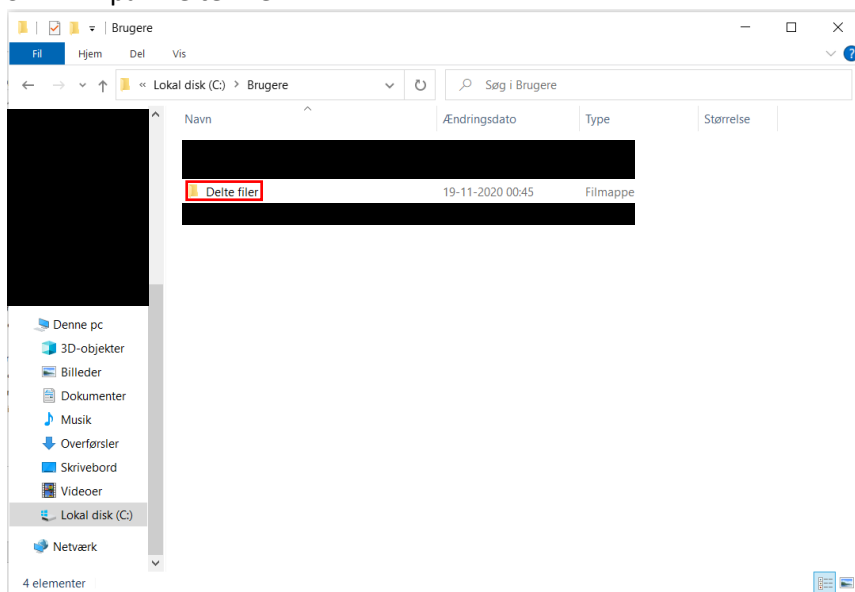 Brugere
Fil Hjem Del Vis
« Lokal disk (C:) > Brugere
Søg i Brugere
Navn Ændringsdato Type Størrelse
Delte filer 19-11-2020 00:45 Filmappe
Denne pc
3D-objekter
Billeder
Dokumenter
Musik
Overførsler
Skrivebord
Videoer
Lokal disk (C:)
Netværk
4 elementer